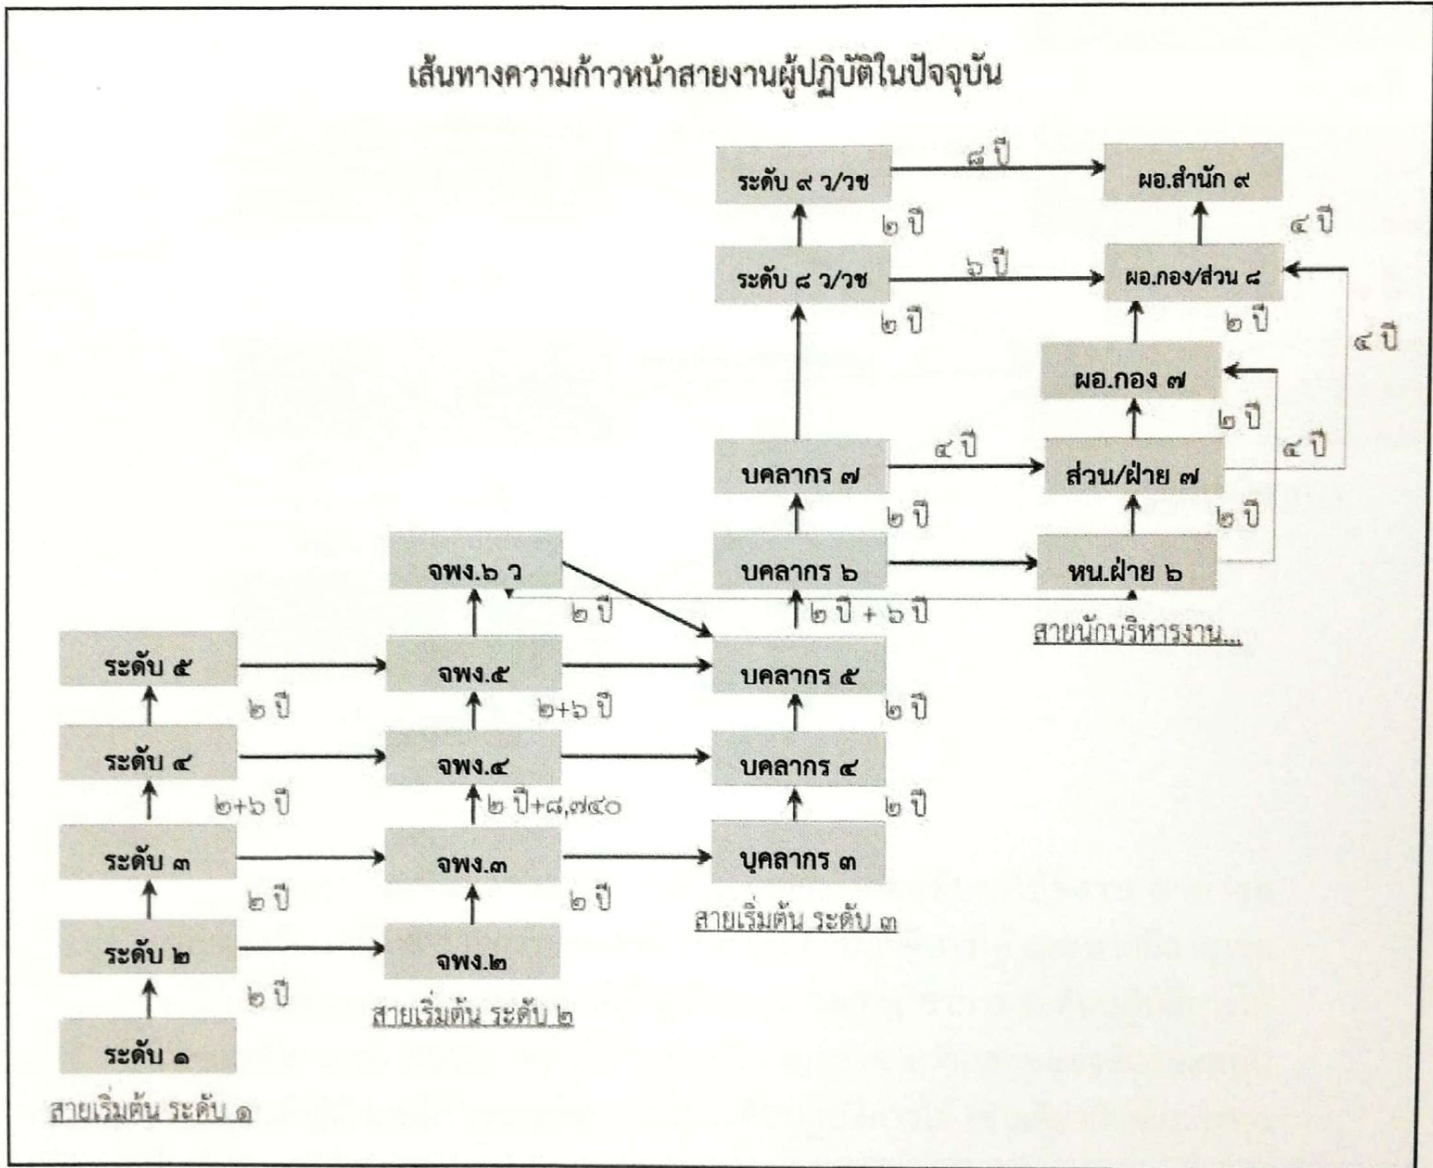 เส้นทางความก้าวหน้าสายงานผู้ปฏิบัติในปัจจุบัน
ระดับ ๙ ว/วช
๘ ปี
ผอ.สำนัก ๙
๒ ปี
๔ ปี
ระดับ ๘ ว/วช
๖ ปี
ผอ.กอง/ส่วน ๘
๒ ปี
๒ ปี
๔ ปี
ผอ.กอง ๗
๒ ปี
บคลากร ๗
๔ ปี
ส่วน/ฝ่าย ๗
๔ ปี
๒ ปี
๒ ปี
จพง.๖ ว
บคลากร ๖
หน.ฝ่าย ๖
๒ ปี
๒ ปี + ๖ ปี
สายนักบริหารงาน...
ระดับ ๕
จพง.๕
บคลากร ๕
๒ ปี
๒+๖ ปี
๒ ปี
ระดับ ๔
จพง.๔
บคลากร ๔
๒+๖ ปี
๒ ปี+๘,๗๔๐
๒ ปี
ระดับ ๓
จพง.๓
บุคลากร ๓
๒ ปี
๒ ปี
สายเริ่มต้น ระดับ ๓
ระดับ ๒
จพง.๒
๒ ปี
สายเริ่มต้น ระดับ ๒
ระดับ ๑
สายเริ่มต้น ระดับ ๑